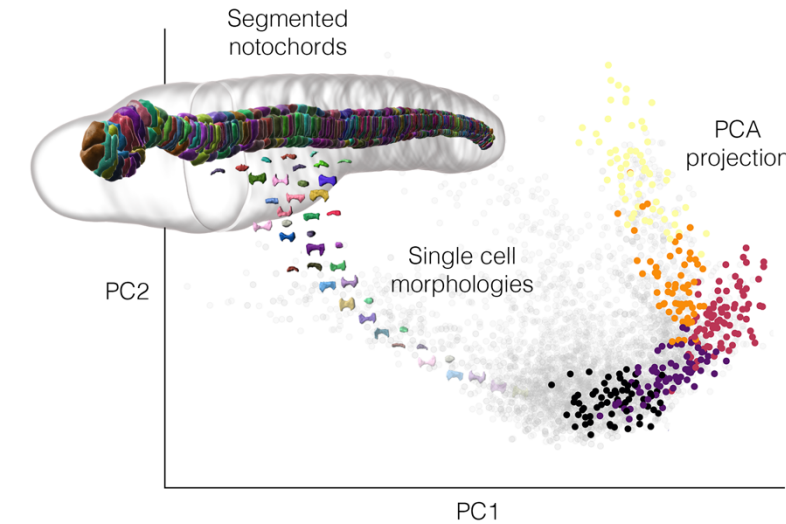 Segmented
notochords
PCA
projection
Single cell
morphologies
PC2
PC1